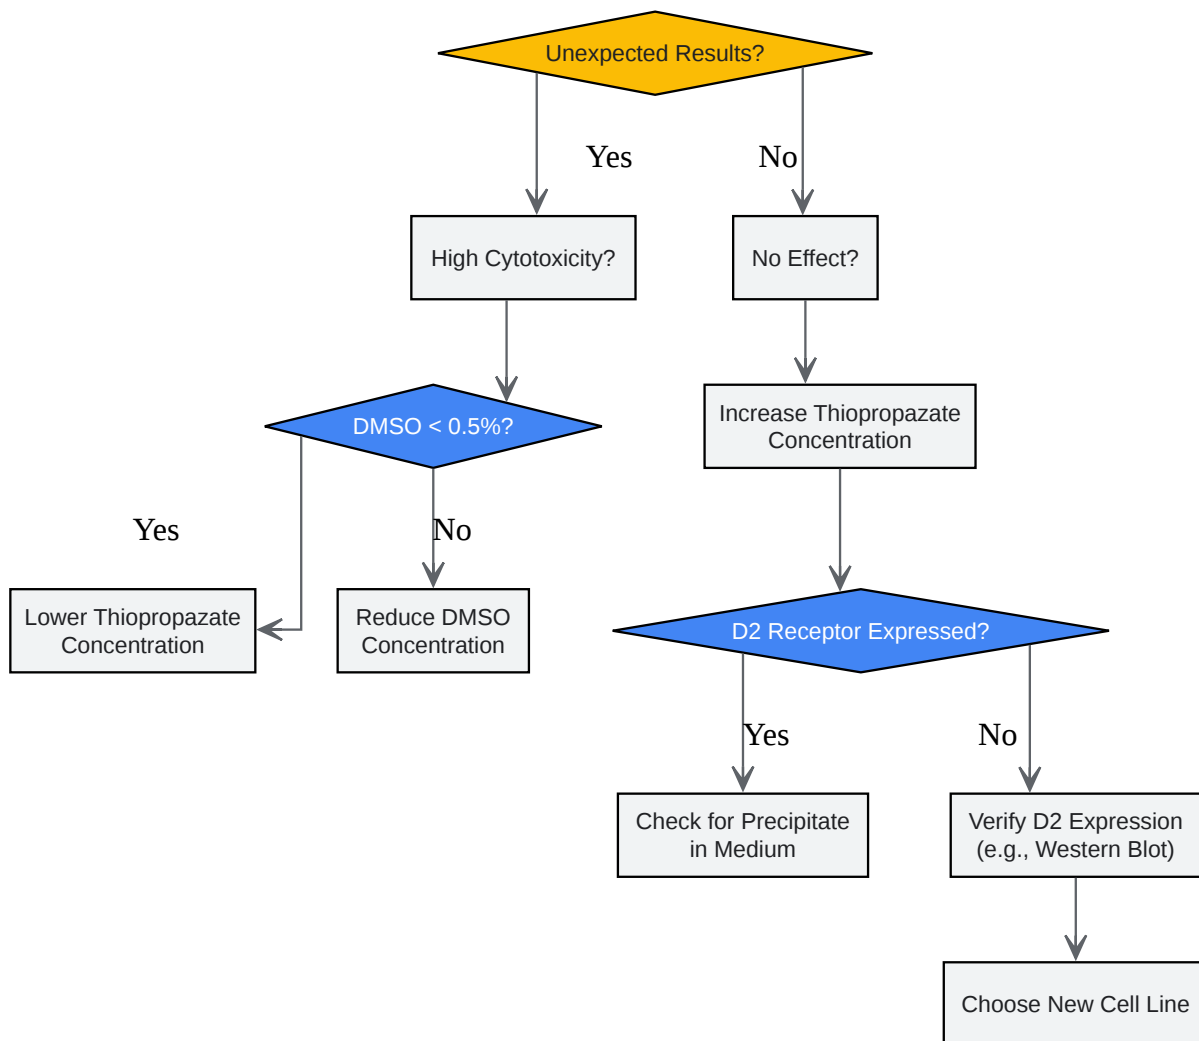 Unexpected Results?
Yes
No
High Cytotoxicity?
No Effect?
DMSO < 0.5%?
Increase Thiopropazate
Concentration
Yes
No
Lower Thiopropazate
Concentration
Reduce DMSO
Concentration
D2 Receptor Expressed?
Yes
No
Check for Precipitate
in Medium
Verify D2 Expression
(e.g., Western Blot)
Choose New Cell Line